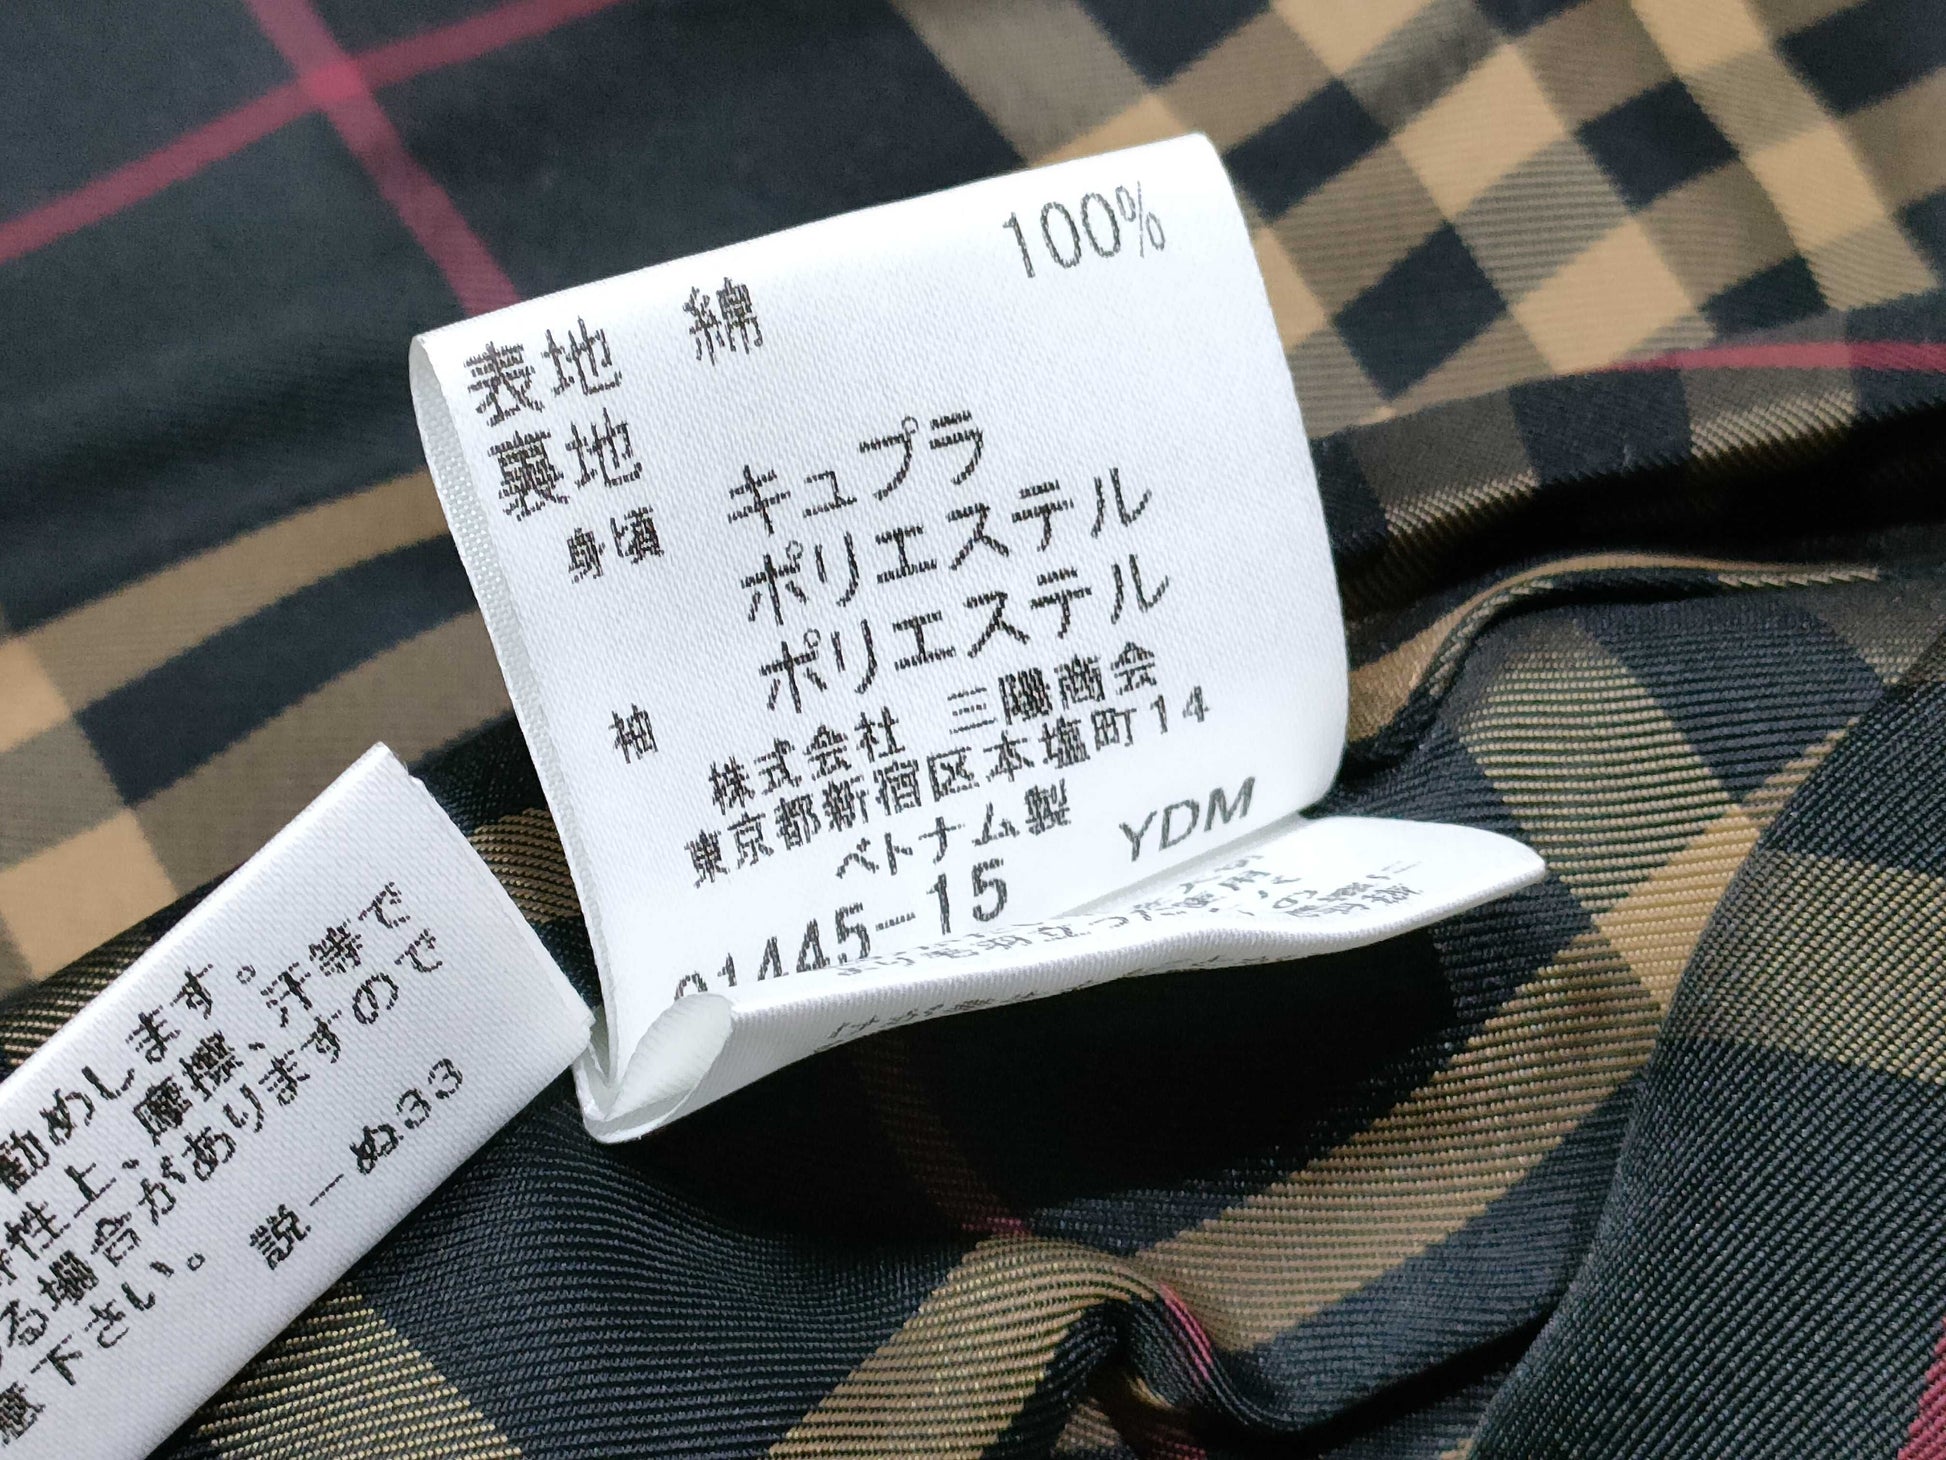 表地 綿 100%
裏地
身頃 キュプラ
ポリエステル
袖 ポリエステル
株式会社 三陽商会
東京都新宿区本塩町14
ベトナム製 YDM
01445-15
勧めします。
性上、摩擦、汗等で
る場合がありますので
下さい。 説-ぬ33